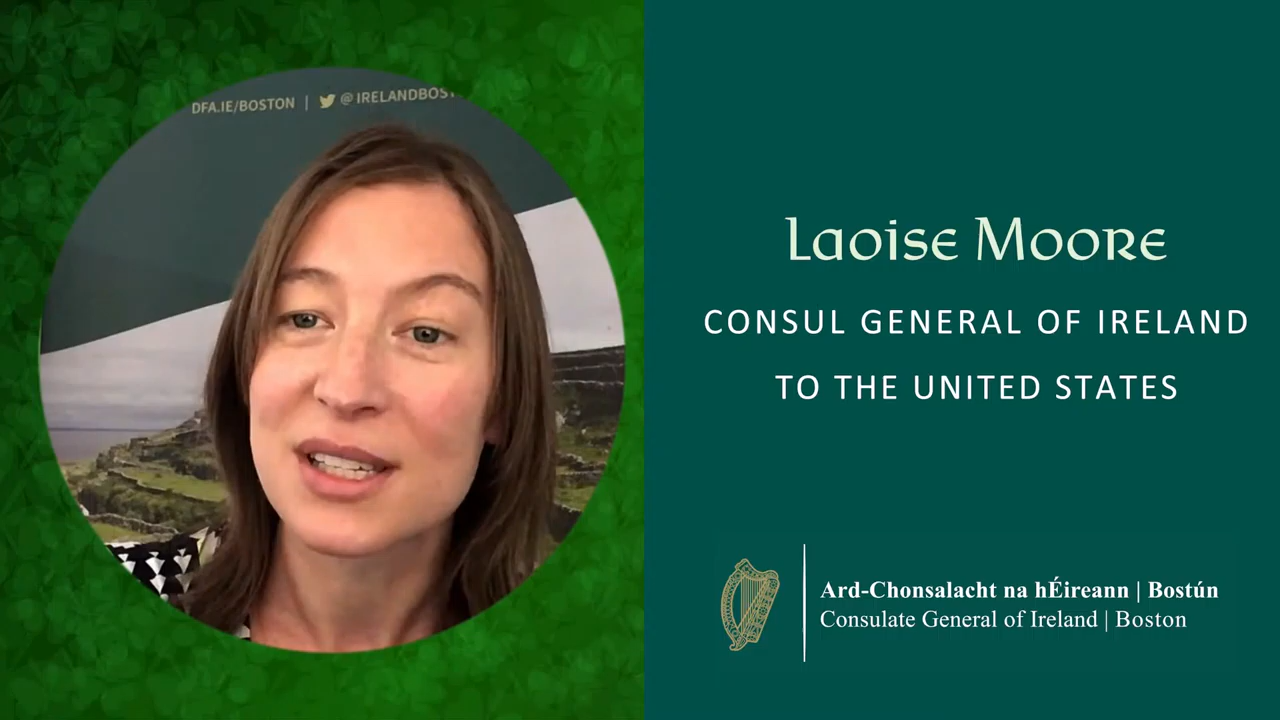 DFA.IE/BOSTON | @IRELANDBOST
Laoise Moore
CONSUL GENERAL OF IRELAND
TO THE UNITED STATES
Ard-Chonsalacht na hÉireann | Bostún
Consulate General of Ireland | Boston